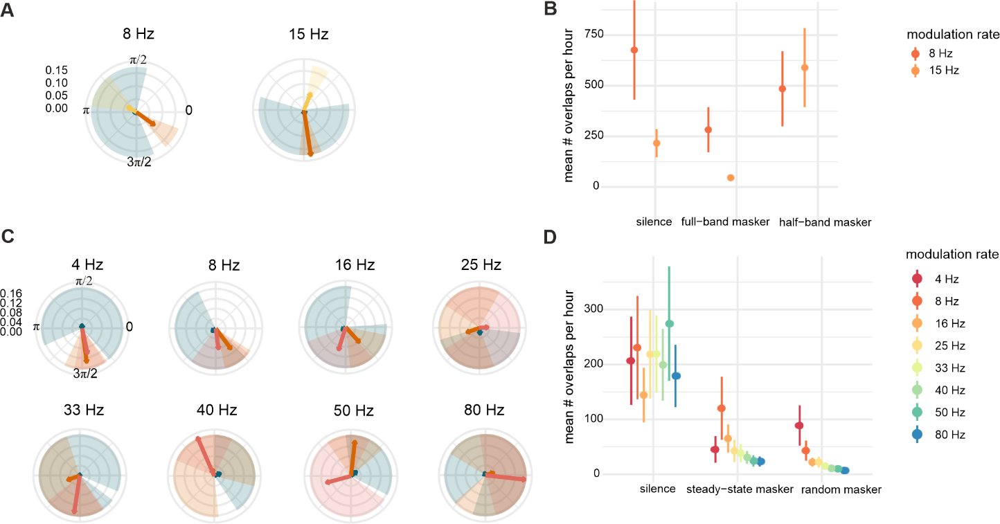 A
8 Hz
15 Hz
π/2
0.15
0.10
0.05
0.00
π
0
3π/2
B
mean # overlaps per hour
750
500
250
0
silence
full−band masker
half−band masker
modulation rate
8 Hz
15 Hz
C
4 Hz
8 Hz
16 Hz
25 Hz
π/2
0.16
0.12
0.08
0.04
0.00
π
0
3π/2
33 Hz
40 Hz
50 Hz
80 Hz
D
mean # overlaps per hour
300
200
100
0
silence
steady−state masker
random masker
modulation rate
4 Hz
8 Hz
16 Hz
25 Hz
33 Hz
40 Hz
50 Hz
80 Hz